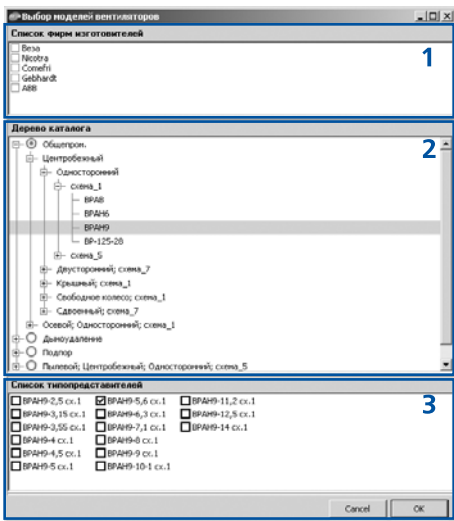 Выбор моделей вентиляторов
Список фирм изготовителей
1
Веза
Nicotra
Comefri
Gebhardt
ABB
Дерево каталога
2
Общепром.
Центробежный
Односторонний
схема_1
ВРАВ
ВРАН6
ВРАН9
ВР-125-28
схема_5
Двусторонний; схема_7
Крышный; схема_1
Свободное колесо; схема_1
Сдвоенный; схема_7
Осевой; Односторонний; схема_1
Дымоудаление
Подпор
Пылевой; Центробежный; Односторонний; схема_5
Список типопредставителей
3
ВРАН9-2,5 сх.1 ВРАН9-5,6 сх.1 ВРАН9-11,2 сх.1
ВРАН9-3,15 сх.1 ВРАН9-6,3 сх.1 ВРАН9-12,5 сх.1
ВРАН9-3,55 сх.1 ВРАН9-7,1 сх.1 ВРАН9-14 сх.1
ВРАН9-4 сх.1 ВРАН9-8 сх.1
ВРАН9-4,5 сх.1 ВРАН9-9 сх.1
ВРАН9-5 сх.1 ВРАН9-10-1 сх.1
Cancel OK